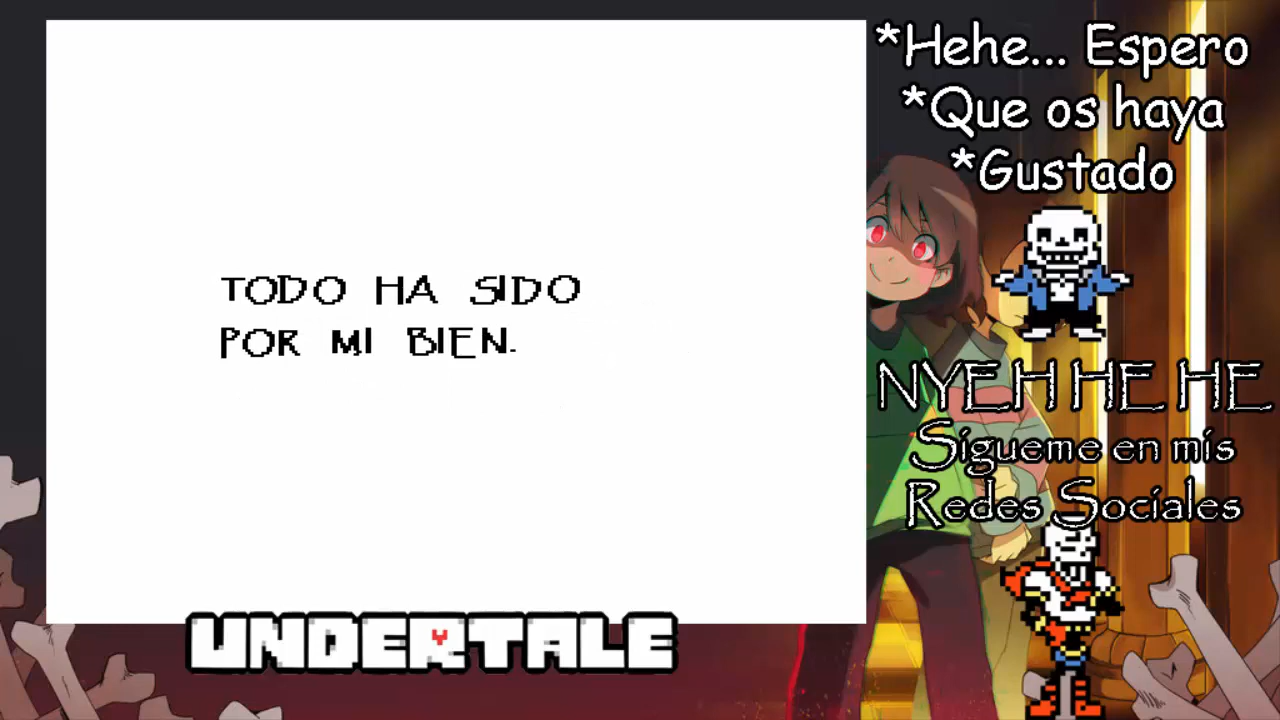 TODO HA SIDO
POR MI BIEN.
UNDERTALE
*Hehe... Espero
*Que os haya
*Gustado
NYEH HE HE
Sígueme en mis
Redes Sociales